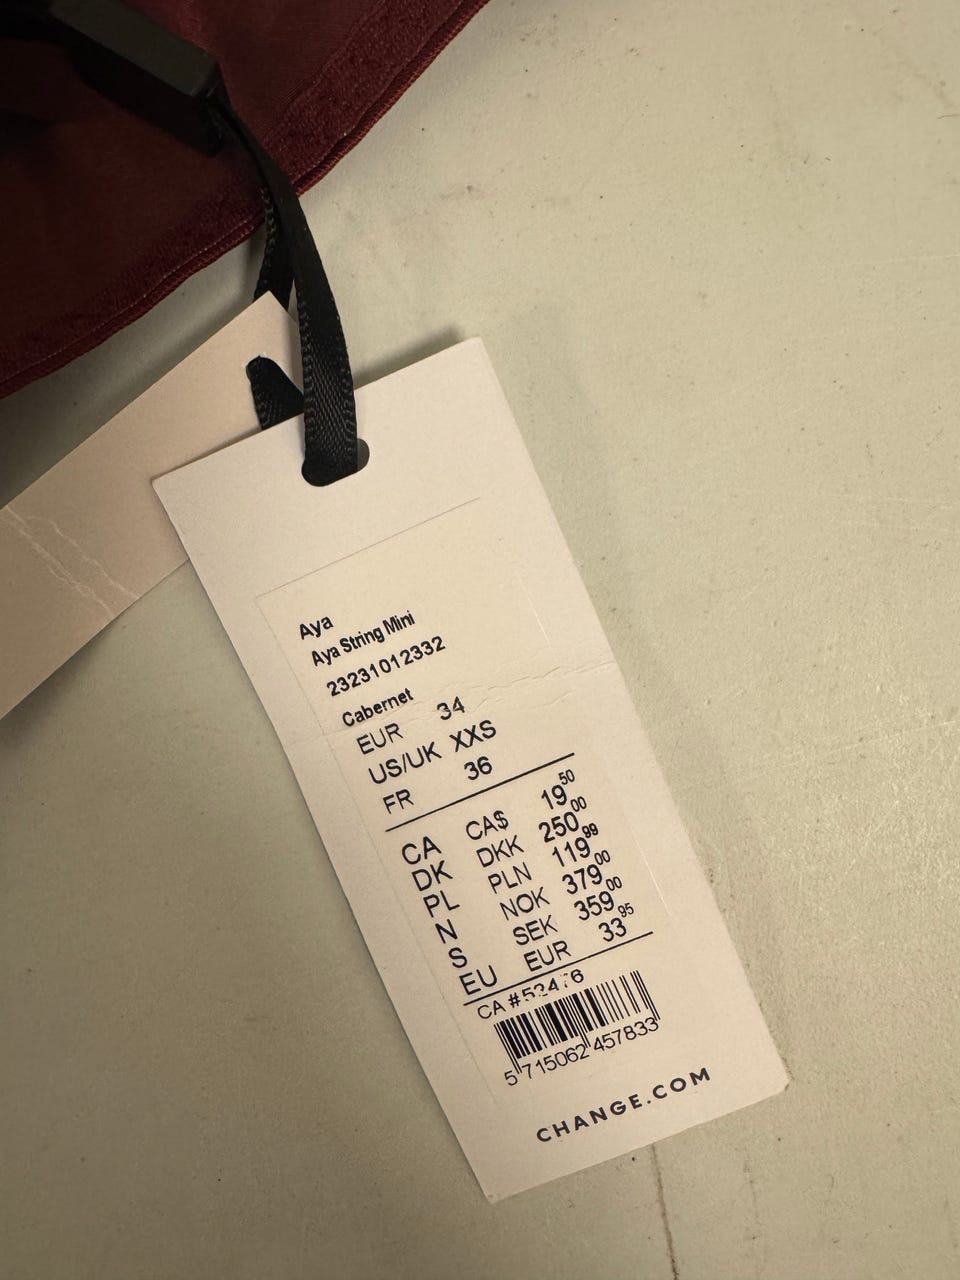 Aya
Aya String Mini
23231012332
Cabernet
EUR 34
US/UK XXS
FR 36
CA CA$ 19 50
DK DKK 250 00
PL PLN 119 99
N NOK 379 00
S SEK 359 00
EU EUR 33 95
CA #
5 715062 457833
CHANGE.COM